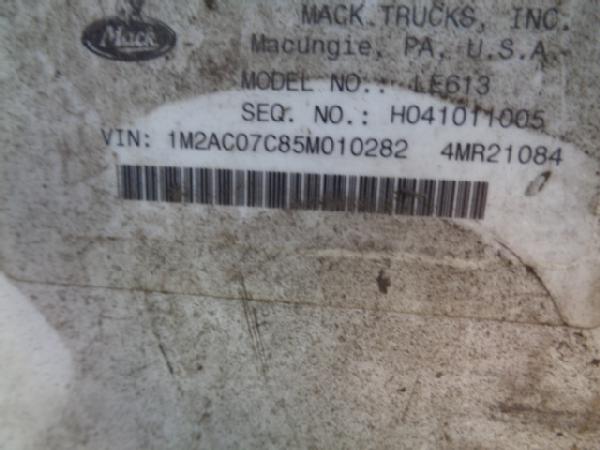 Mack
MACK TRUCKS, INC.
Macungie, PA, U.S.A.
MODEL NO.: LE613
SEQ. NO.: H041011005
VIN: 1M2AC07C85M010282 4MR21084